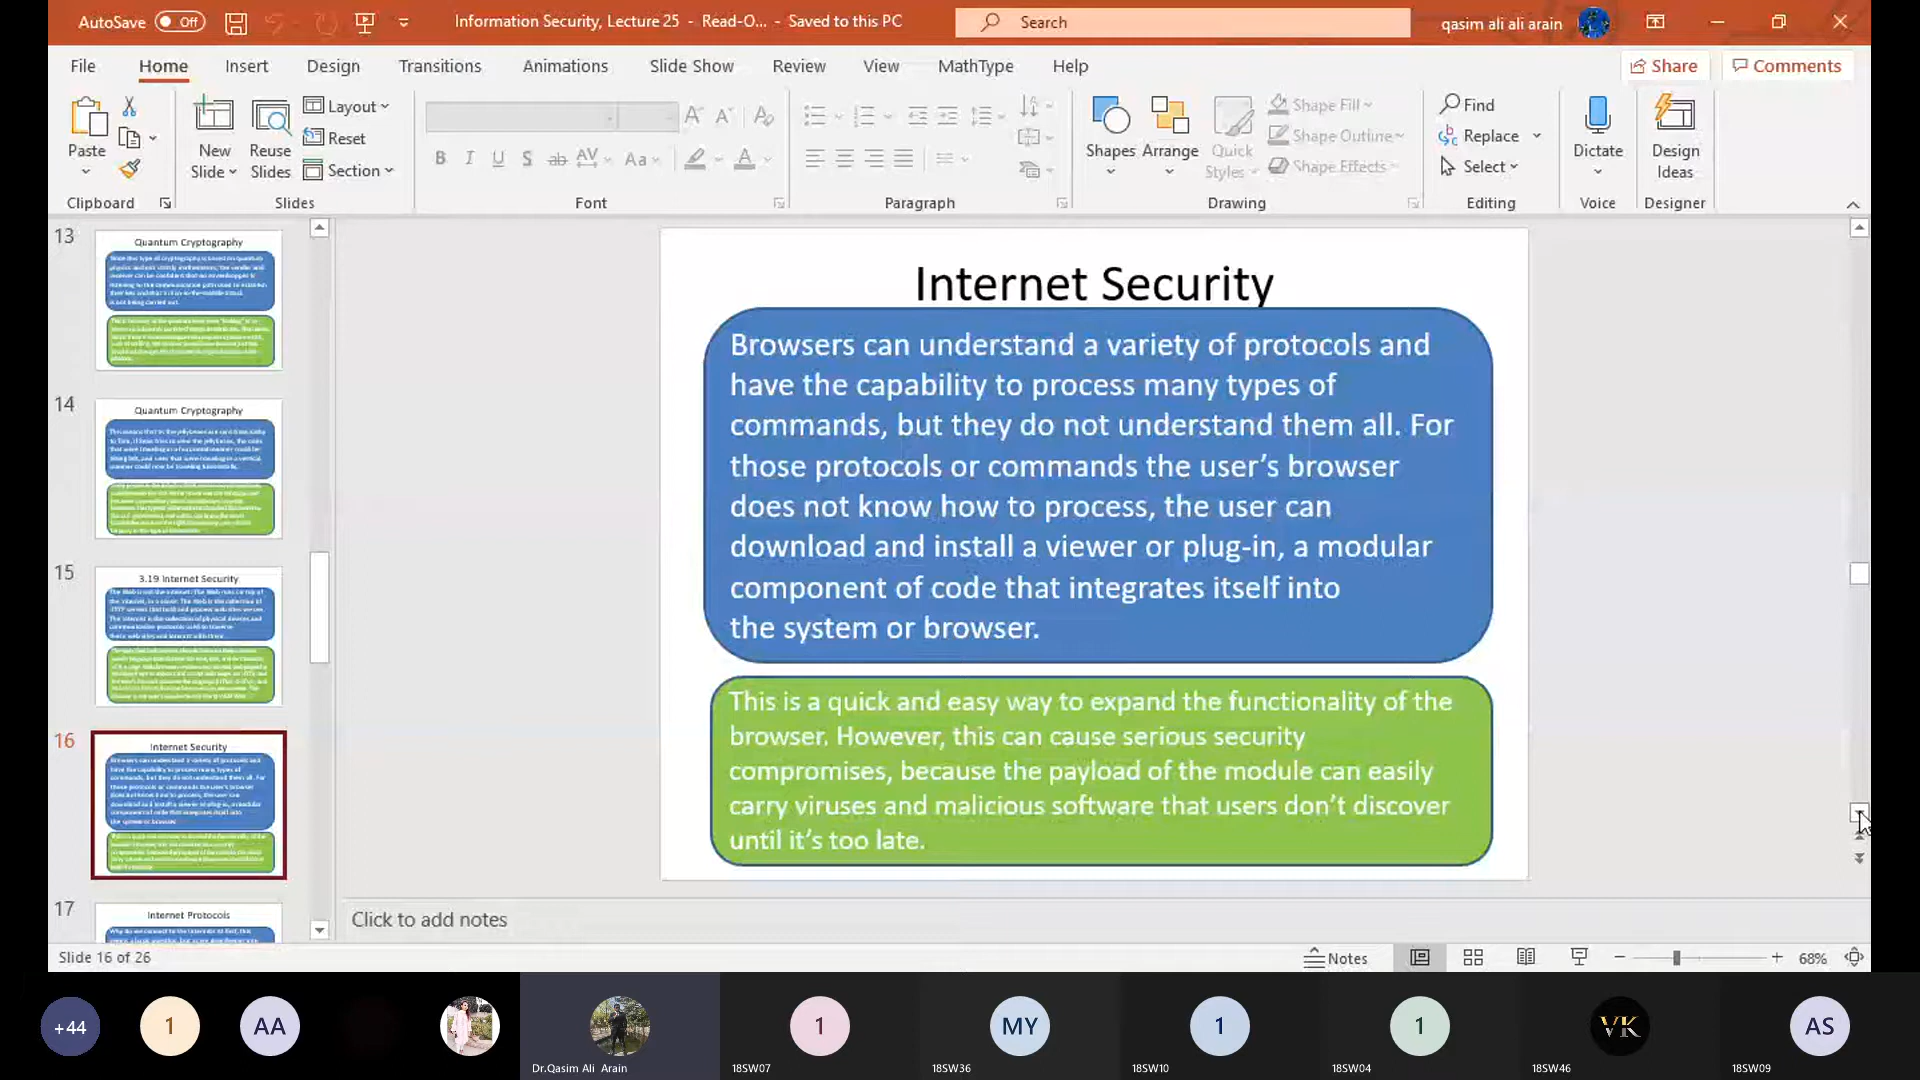 AutoSave Off Information Security, Lecture 25 - Read-O... - Saved to this PC Search qasim ali ali arain
File Home Insert Design Transitions Animations Slide Show Review View MathType Help Share Comments
Paste
Clipboard
New Slide
Reuse Slides
Layout
Reset
Section
Slides
B I U S ab AV Aa A
Font
Paragraph
Shapes
Arrange
Quick Styles
Shape Fill
Shape Outline
Shape Effects
Drawing
Find
Replace
Select
Editing
Dictate
Voice
Design Ideas
Designer
13
Quantum Cryptography
14
Quantum Cryptography
15
3.19 Internet Security
16
Internet Security
17
Internet Protocols
Internet Security
Browsers can understand a variety of protocols and
have the capability to process many types of
commands, but they do not understand them all. For
those protocols or commands the user’s browser
does not know how to process, the user can
download and install a viewer or plug-in, a modular
component of code that integrates itself into
the system or browser.
This is a quick and easy way to expand the functionality of the
browser. However, this can cause serious security
compromises, because the payload of the module can easily
carry viruses and malicious software that users don’t discover
until it’s too late.
Click to add notes
Slide 16 of 26 Notes 68%
+44 1 AA 1 MY 1 1 VK AS
Dr.Qasim Ali Arain 18SW07 18SW36 18SW10 18SW04 18SW46 18SW09